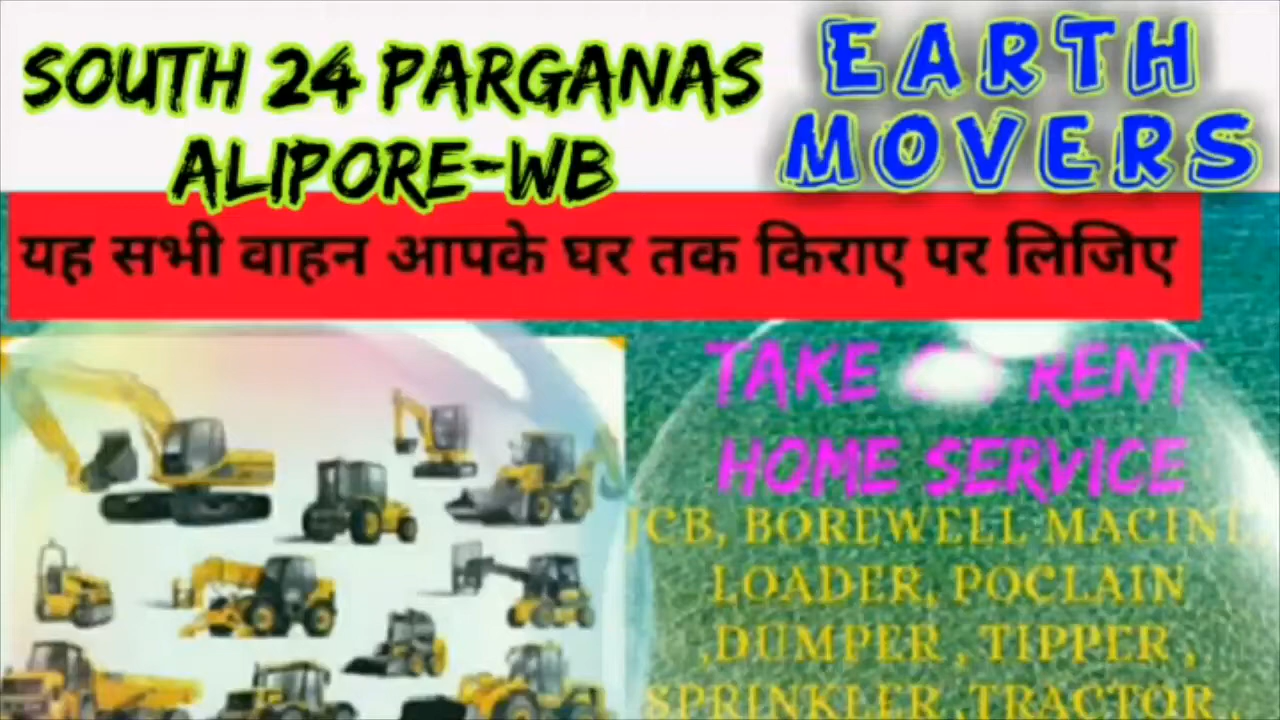 SOUTH 24 PARGANAS
ALIPORE-WB
EARTH
MOVERS
यह सभी वाहन आपके घर तक किराए पर लिजिए
TAKE RENT
HOME SERVICE
JCB, BOREWELL MACINE
LOADER, POCLAIN
,DUMPER , TIPPER ,
SPRINKLER ,TRACTOR ,